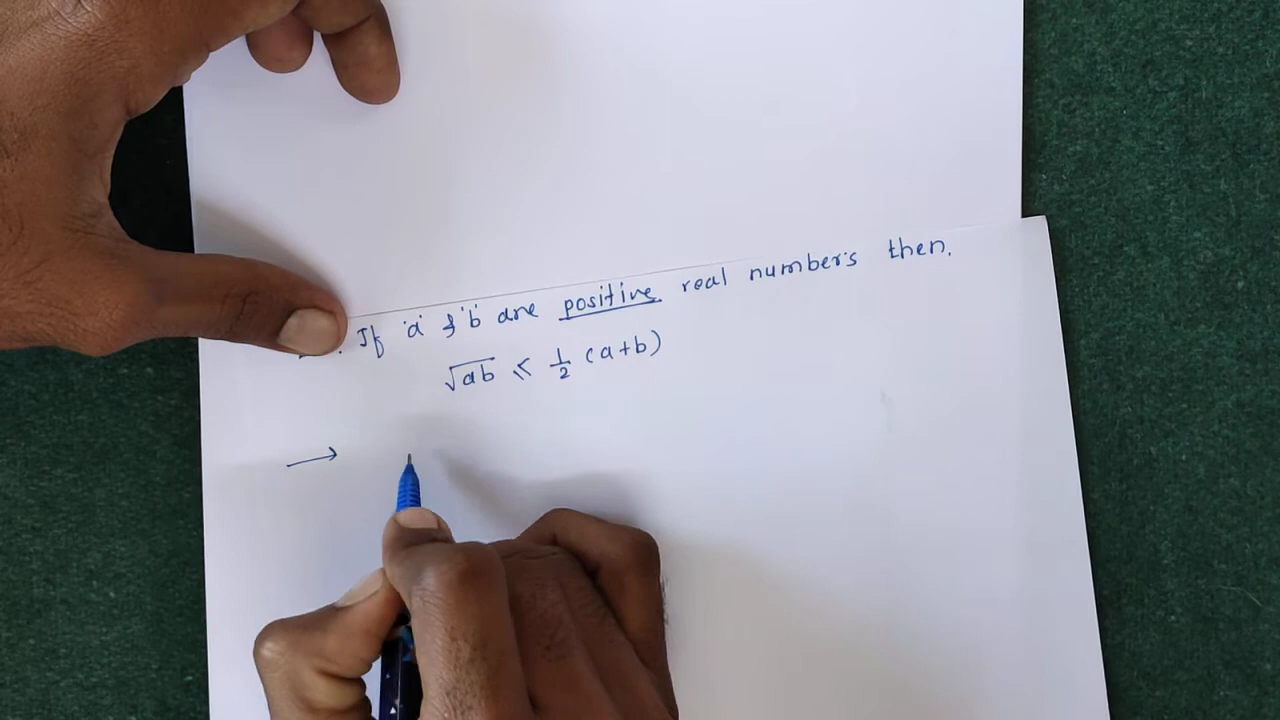 . If 'a' & 'b' are positive real numbers then.
√ab ≤ 1/2 (a+b)
→